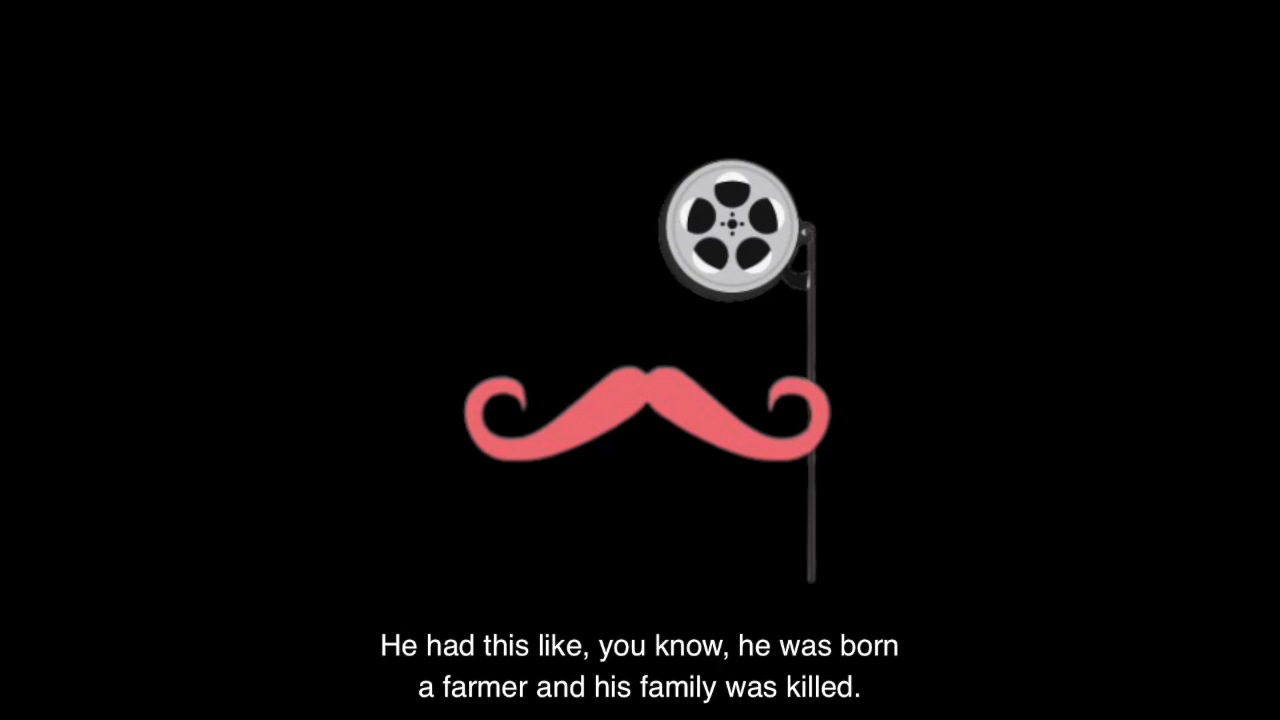 He had this like, you know, he was born
a farmer and his family was killed.